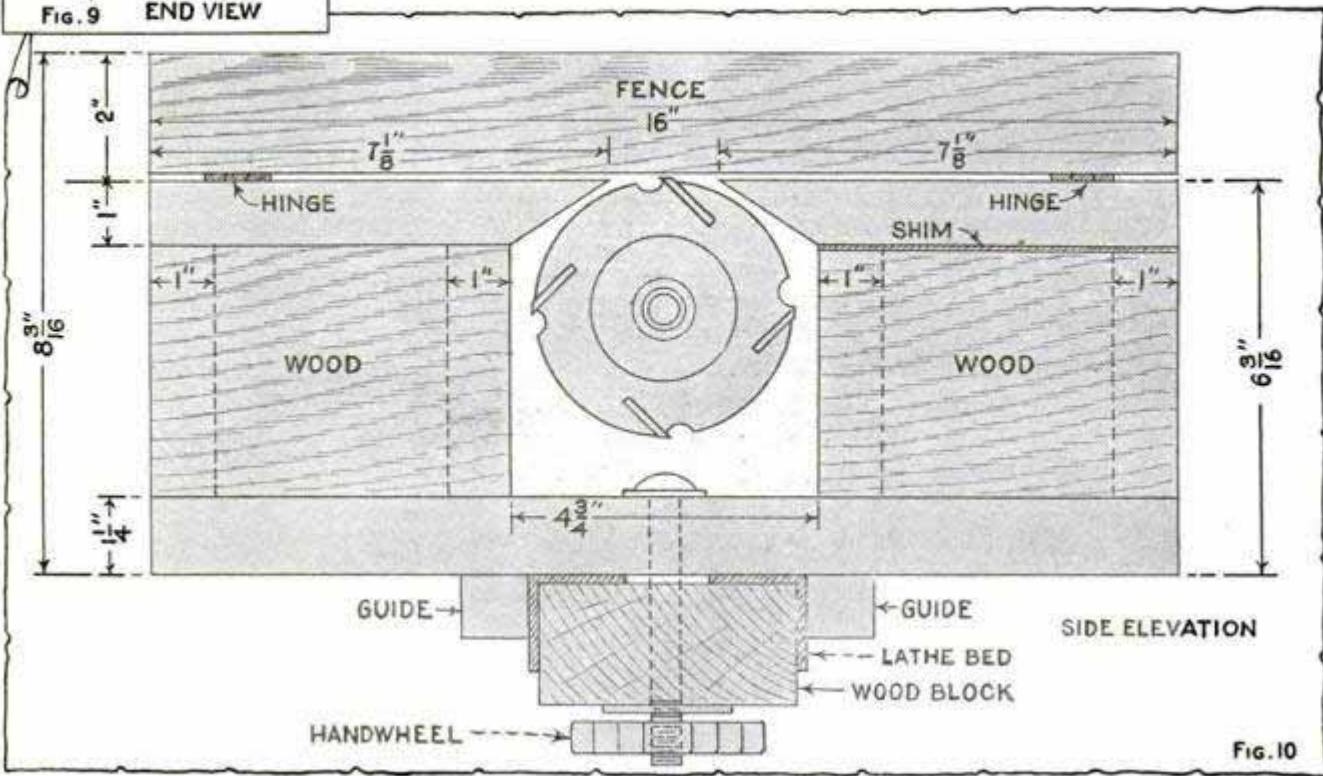 FIG. 9 END VIEW
FENCE
16"
2"
7 1/8"
7 1/8"
HINGE
HINGE
1"
SHIM
1"
1"
1"
1"
WOOD
WOOD
8 3/16"
6 3/16"
1 1/4"
4 3/4"
GUIDE
GUIDE
SIDE ELEVATION
LATHE BED
WOOD BLOCK
HANDWHEEL
FIG. 10